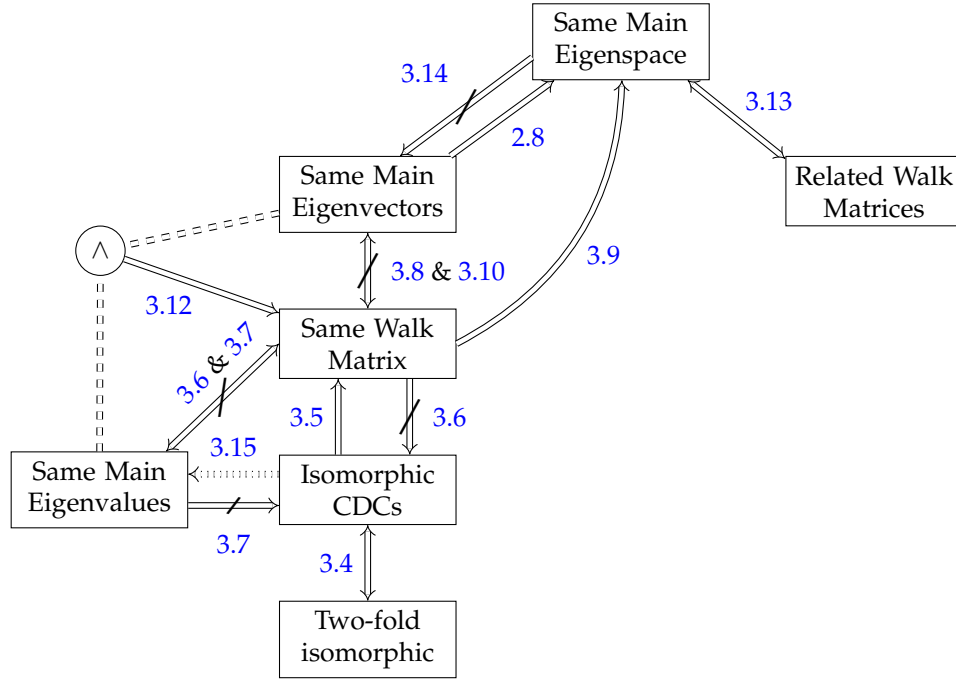 Same Main
Eigenspace
3.14
3.13
2.8
Same Main
Eigenvectors
Related Walk
Matrices
∧
3.8 & 3.10
3.9
3.12
Same Walk
Matrix
3.6 & 3.7
3.5
3.6
3.15
Same Main
Eigenvalues
Isomorphic
CDCs
3.7
3.4
Two-fold
isomorphic